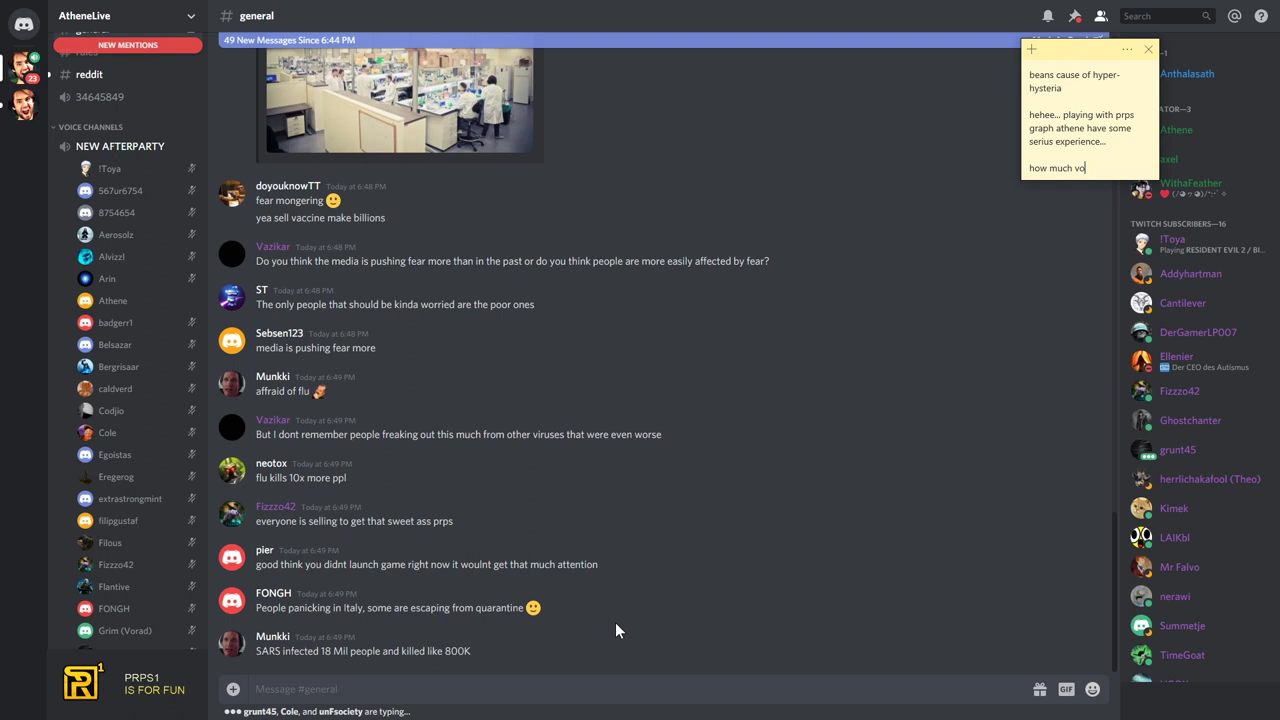 AtheneLive
# general
Search
NEW MENTIONS
23
# reddit
34645849
VOICE CHANNELS
NEW AFTERPARTY
!Toya
567ur6754
8754654
Aerosolz
Alvizzl
Arin
Athene
badgerr1
Belsazar
Bergrisaar
caldverd
Codjio
Cole
Egoistas
Eregerog
extrastrongmint
filipgustaf
Filous
Fizzzo42
Flantive
FONGH
Grim (Vorad)
PRPS1
IS FOR FUN
49 New Messages Since 6:44 PM
doyouknowTT Today at 6:48 PM
fear mongering
yea sell vaccine make billions
Vazikar Today at 6:48 PM
Do you think the media is pushing fear more than in the past or do you think people are more easily affected by fear?
ST Today at 6:48 PM
The only people that should be kinda worried are the poor ones
Sebsen123 Today at 6:48 PM
media is pushing fear more
Munkki Today at 6:49 PM
affraid of flu
Vazikar Today at 6:49 PM
But I dont remember people freaking out this much from other viruses that were even worse
neotox Today at 6:49 PM
flu kills 10x more ppl
Fizzzo42 Today at 6:49 PM
everyone is selling to get that sweet ass prps
pier Today at 6:49 PM
good think you didnt launch game right now it woulnt get that much attention
FONGH Today at 6:49 PM
People panicking in Italy, some are escaping from quarantine
Munkki Today at 6:49 PM
SARS infected 18 Mil people and killed like 800K
Message #general
GIF
grunt45, Cole, and unFsociety are typing...
beans cause of hyper-
hysteria
hehee... playing with prps
graph athene have some
serius experience...
how much vo
Anthalasath
ATOR—3
Athene
axel
WithaFeather
TWITCH SUBSCRIBERS—16
!Toya
Playing RESIDENT EVIL 2 / BI...
Addyhartman
Cantilever
DerGamerLP007
Ellenier
Der CEO des Autismus
Fizzzo42
Ghostchanter
grunt45
herrlichakafool (Theo)
Kimek
LAIKbl
Mr Falvo
nerawi
Summetje
TimeGoat